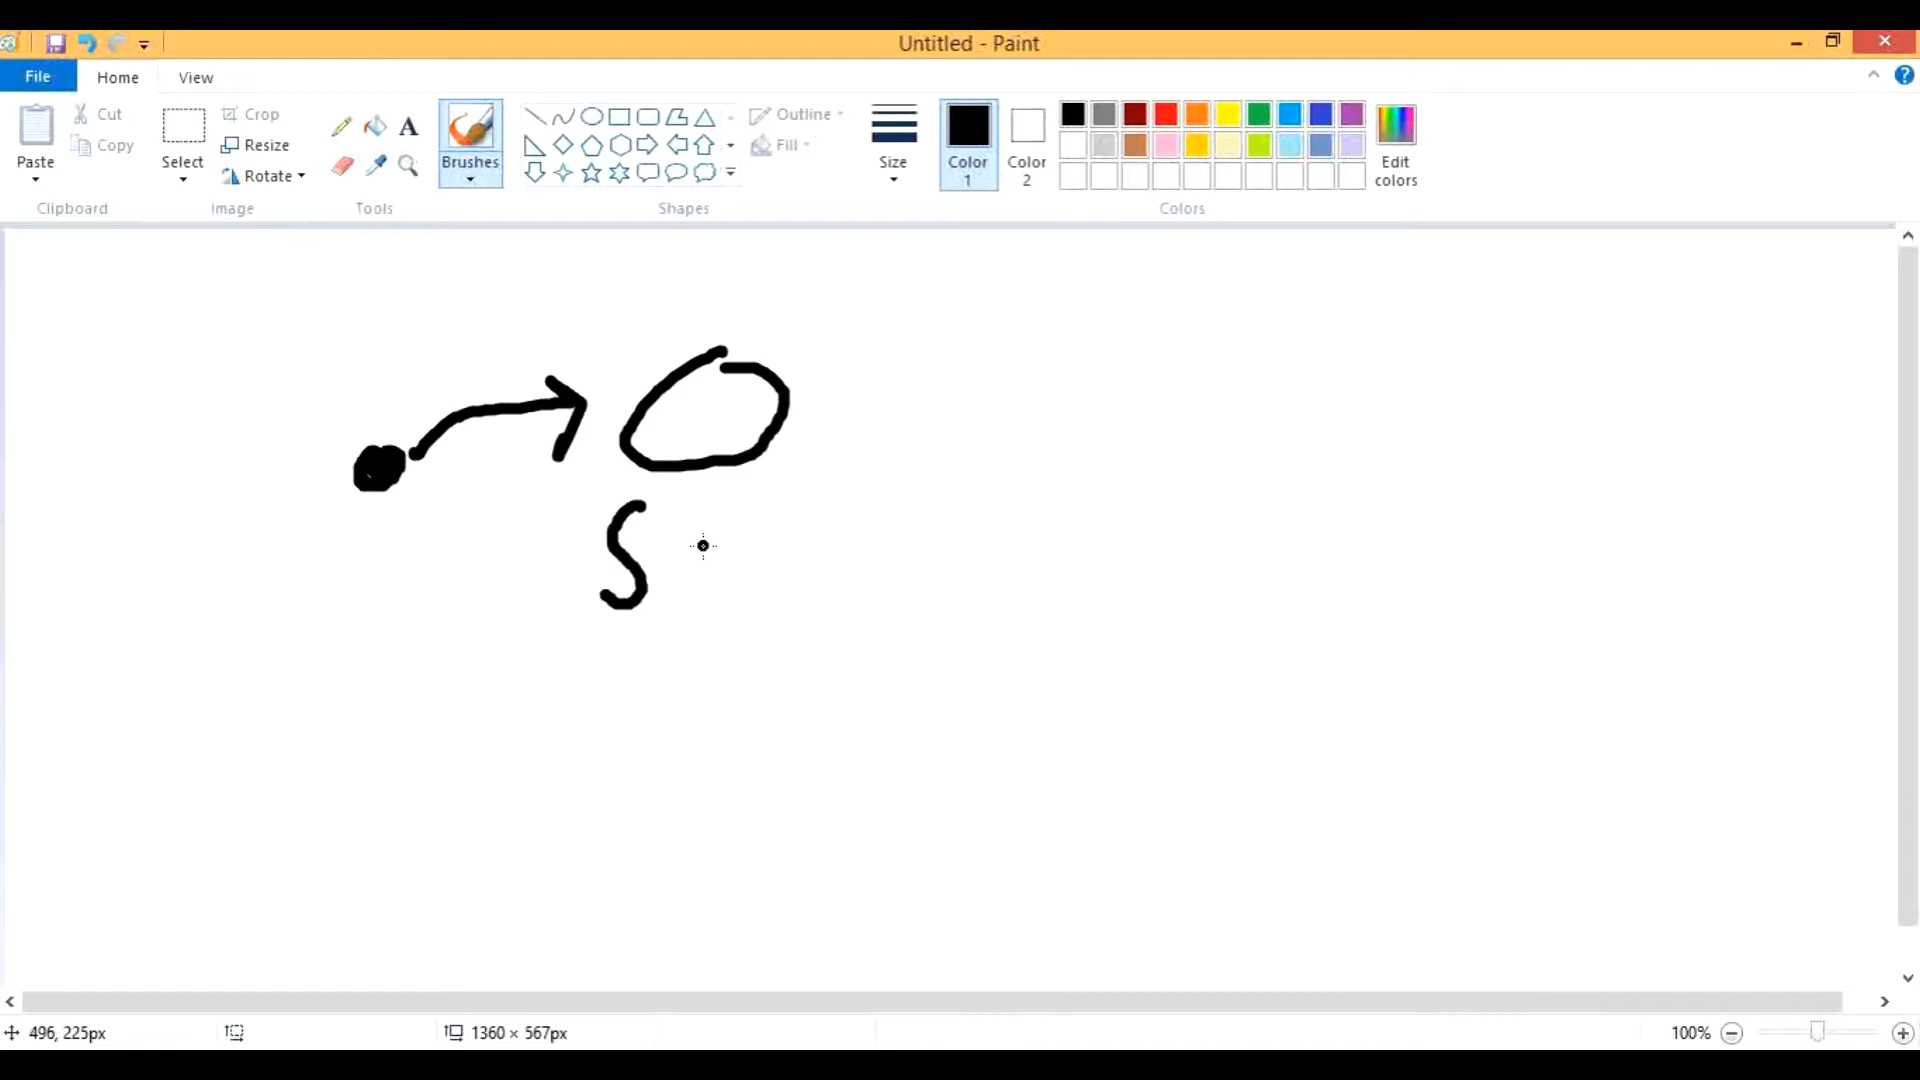 Untitled - Paint
File Home View
Paste
Cut
Copy
Clipboard
Select
Crop
Resize
Rotate
Image
A
Tools
Brushes
Shapes
Outline
Fill
Size
Color 1
Color 2
Edit colors
Colors
S
496, 225px
1360 × 567px
100%